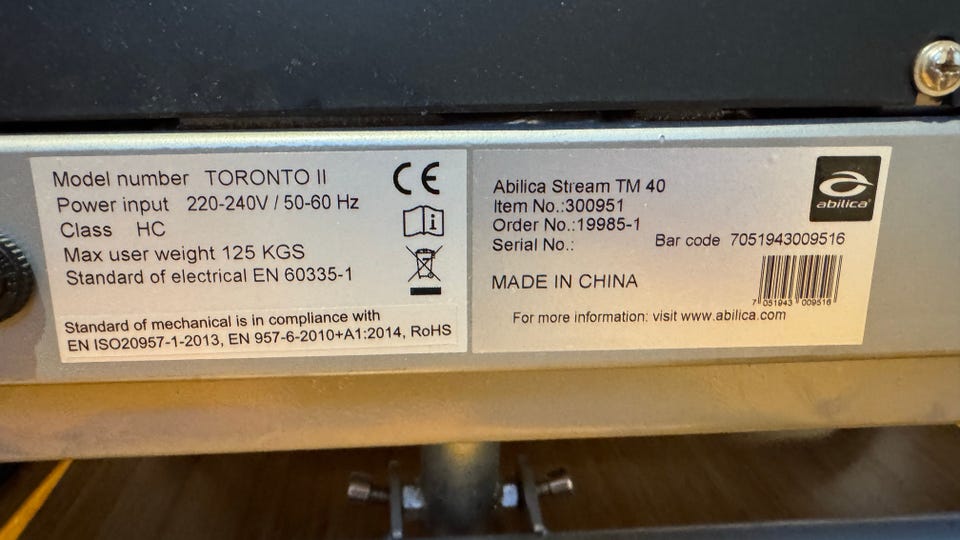 Model number TORONTO II
Power input 220-240V / 50-60 Hz
Class HC
Max user weight 125 KGS
Standard of electrical EN 60335-1
Standard of mechanical is in compliance with
EN ISO20957-1-2013, EN 957-6-2010+A1:2014, RoHS
CE
Abilica Stream TM 40
Item No.:300951
Order No.:19985-1
Serial No.:
Bar code 7051943009516
MADE IN CHINA
7 051943 009516
For more information: visit www.abilica.com
abilica®